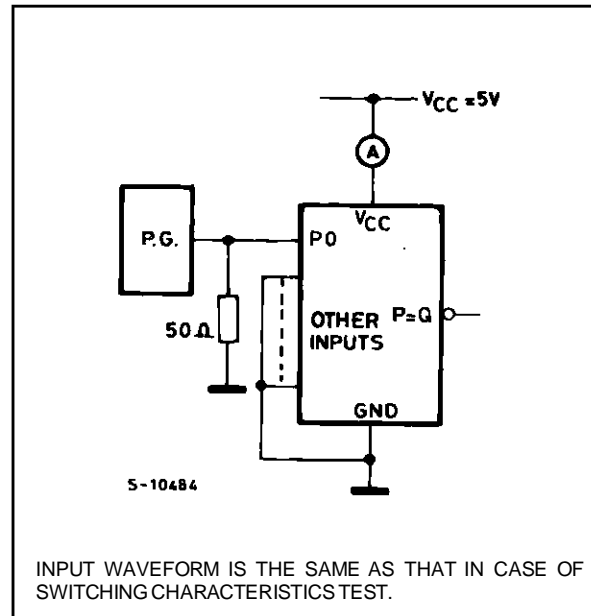 VCC =5V
A
P.G.
P0
VCC
50Ω
OTHER
INPUTS
P=Q
GND
S-10484
INPUT WAVEFORM IS THE SAME AS THAT IN CASE OF
SWITCHING CHARACTERISTICS TEST.